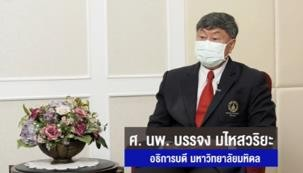 ศ. นพ. บรรจง มไหสวริยะ
อธิการบดี มหาวิทยาลัยมหิดล